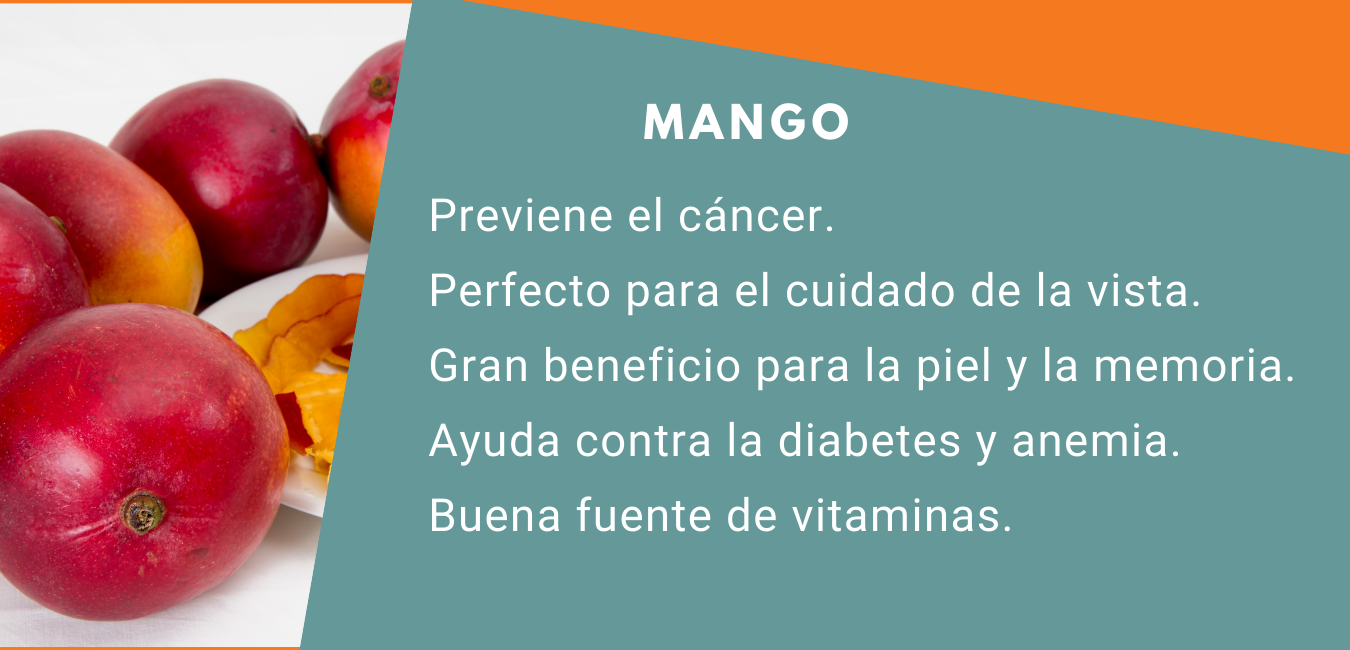 MANGO
Previene el cáncer.
Perfecto para el cuidado de la vista.
Gran beneficio para la piel y la memoria.
Ayuda contra la diabetes y anemia.
Buena fuente de vitaminas.